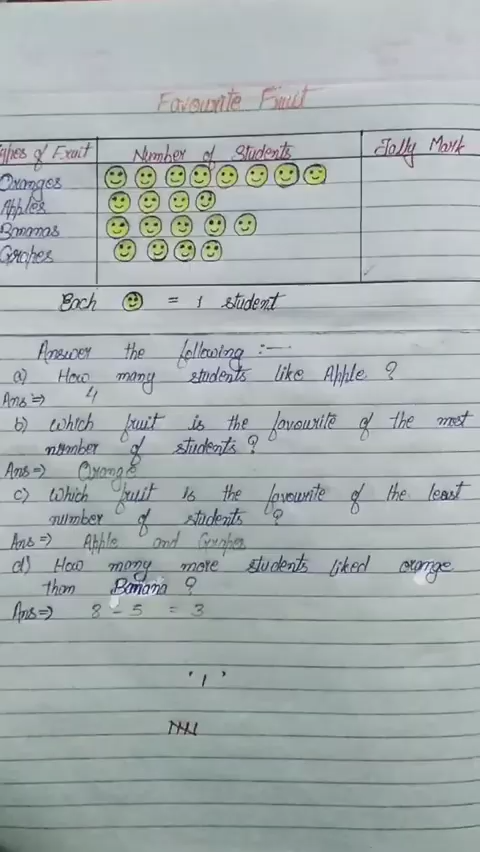 Favourite Fruit
Types of Fruit Number of Students Tally Mark
Oranges
Apples
Bananas
Grapes
Each = 1 student
Answer the following :—
a) How many students like Apple ?
Ans ⇒ 4
b) Which fruit is the favourite of the most
number of students ?
Ans ⇒ Orange
c) Which fruit is the favourite of the least
number of students ?
Ans ⇒ Apple and Grapes
d) How many more students liked orange
than Banana ?
Ans ⇒ 8 - 5 = 3
' 1 '